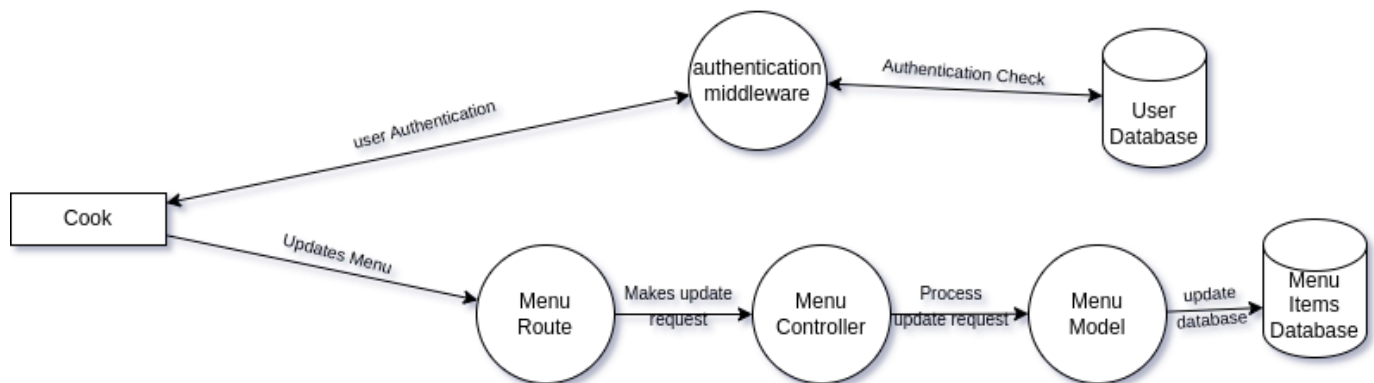 authentication
middleware
Authentication Check
User
Database
user Authentication
Cook
Updates Menu
Menu
Route
Makes update
request
Menu
Controller
Process
update request
Menu
Model
update
database
Menu
Items
Database